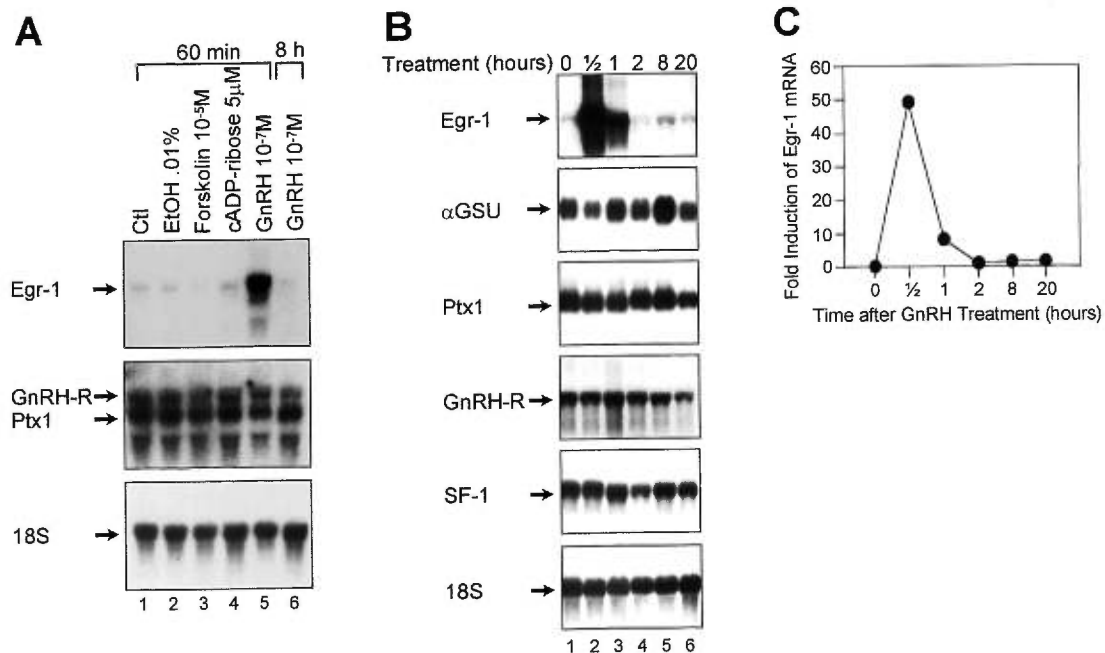 A
60 min
8 h
Ctl
EtOH .01%
Forskolin 10⁻⁵M
cADP-ribose 5μM
GnRH 10⁻⁷M
GnRH 10⁻⁷M
Egr-1
GnRH-R
Ptx1
18S
1 2 3 4 5 6
B
Treatment (hours) 0 ½ 1 2 8 20
Egr-1
αGSU
Ptx1
GnRH-R
SF-1
18S
1 2 3 4 5 6
C
Fold Induction of Egr-1 mRNA
60
50
40
30
20
10
0
0 ½ 1 2 8 20
Time after GnRH Treatment (hours)